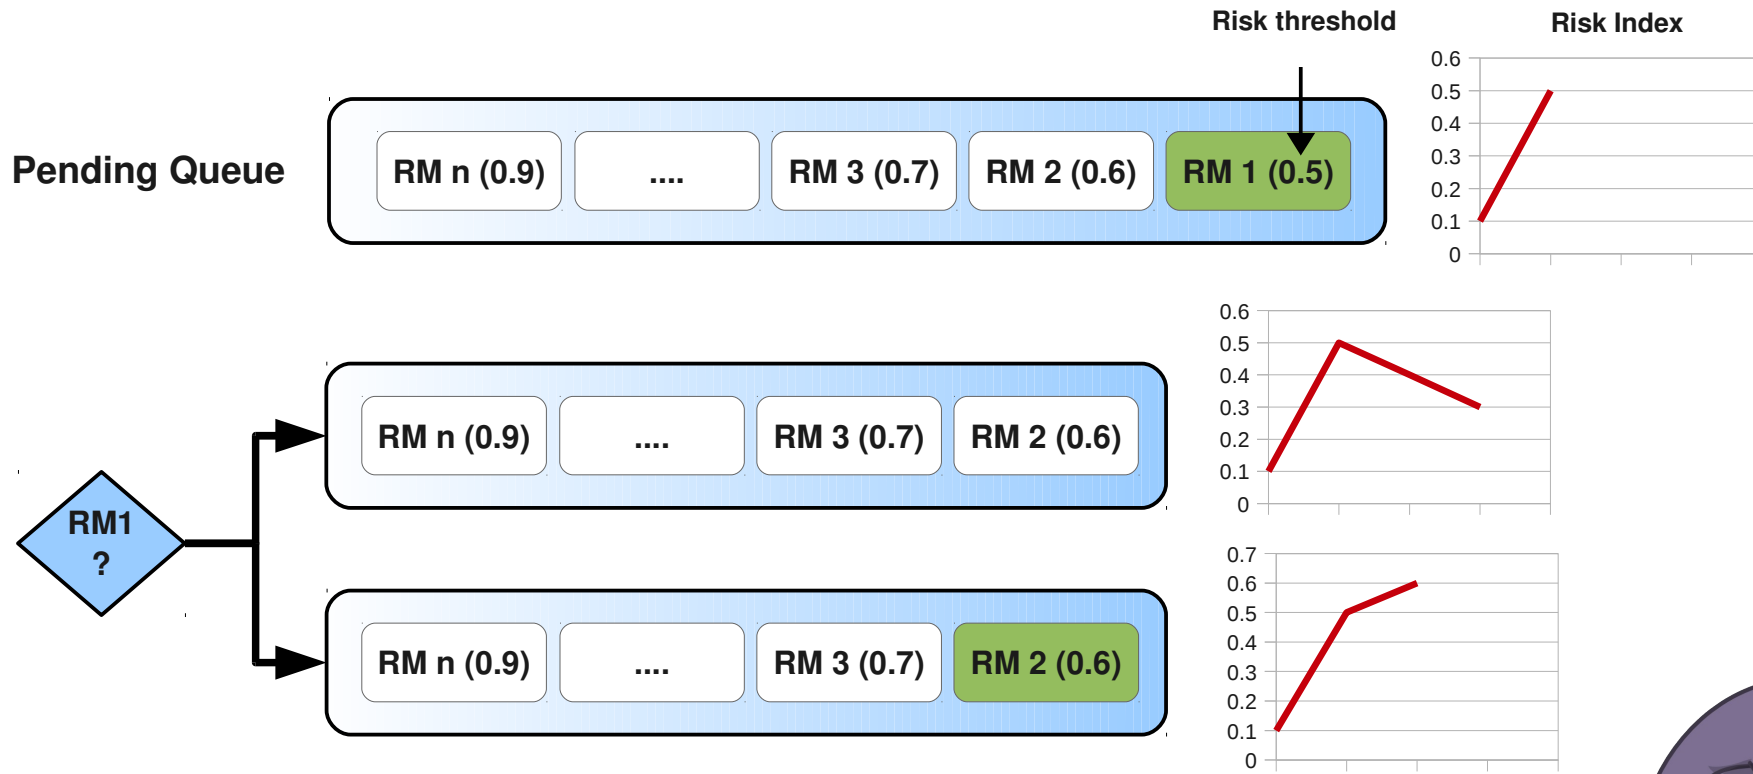 Risk threshold
Risk Index
Pending Queue
RM n (0.9)
....
RM 3 (0.7)
RM 2 (0.6)
RM 1 (0.5)
0.6
0.5
0.4
0.3
0.2
0.1
0
RM1
?
RM n (0.9)
....
RM 3 (0.7)
RM 2 (0.6)
0.6
0.5
0.4
0.3
0.2
0.1
0
RM n (0.9)
....
RM 3 (0.7)
RM 2 (0.6)
0.7
0.6
0.5
0.4
0.3
0.2
0.1
0